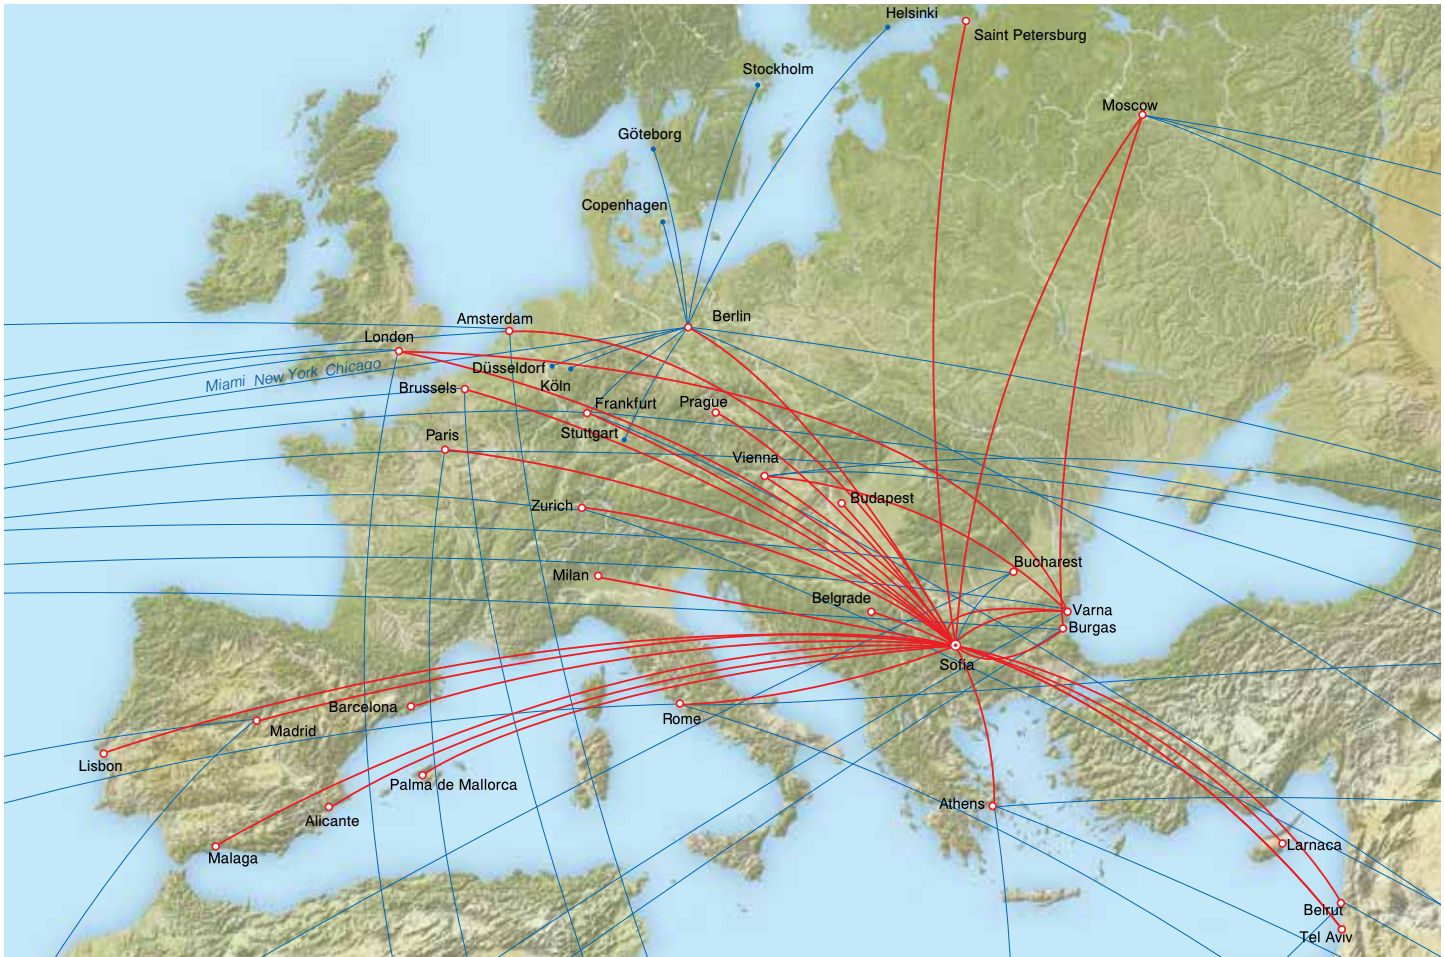 Helsinki
Saint Petersburg
Stockholm
Moscow
Göteborg
Copenhagen
Amsterdam
Berlin
London
Miami New York Chicago
Düsseldorf
Köln
Brussels
Frankfurt
Prague
Paris
Stuttgart
Vienna
Zurich
Budapest
Milan
Bucharest
Belgrade
Varna
Burgas
Sofia
Barcelona
Rome
Madrid
Lisbon
Palma de Mallorca
Athens
Alicante
Malaga
Larnaca
Beirut
Tel Aviv